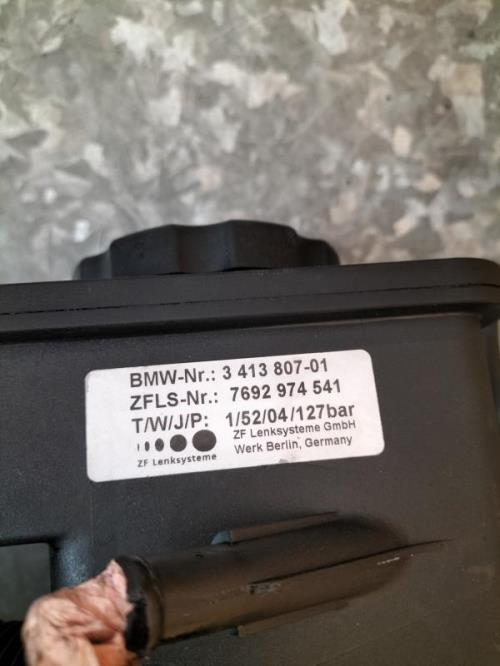 BMW-Nr.: 3 413 807-01
ZFLS-Nr.: 7692 974 541
T/W/J/P: 1/52/04/127bar
ZF Lenksysteme GmbH
Werk Berlin, Germany
ZF Lenksysteme